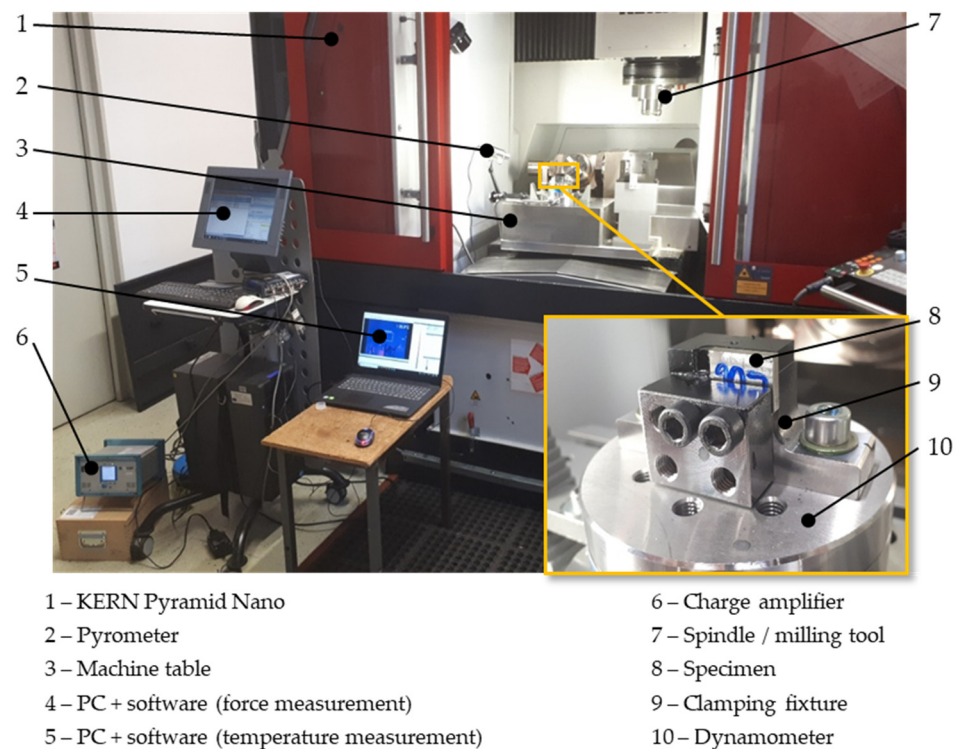 1
2
3
4
5
6
7
8
9
10
1 – KERN Pyramid Nano
2 – Pyrometer
3 – Machine table
4 – PC + software (force measurement)
5 – PC + software (temperature measurement)
6 – Charge amplifier
7 – Spindle / milling tool
8 – Specimen
9 – Clamping fixture
10 – Dynamometer